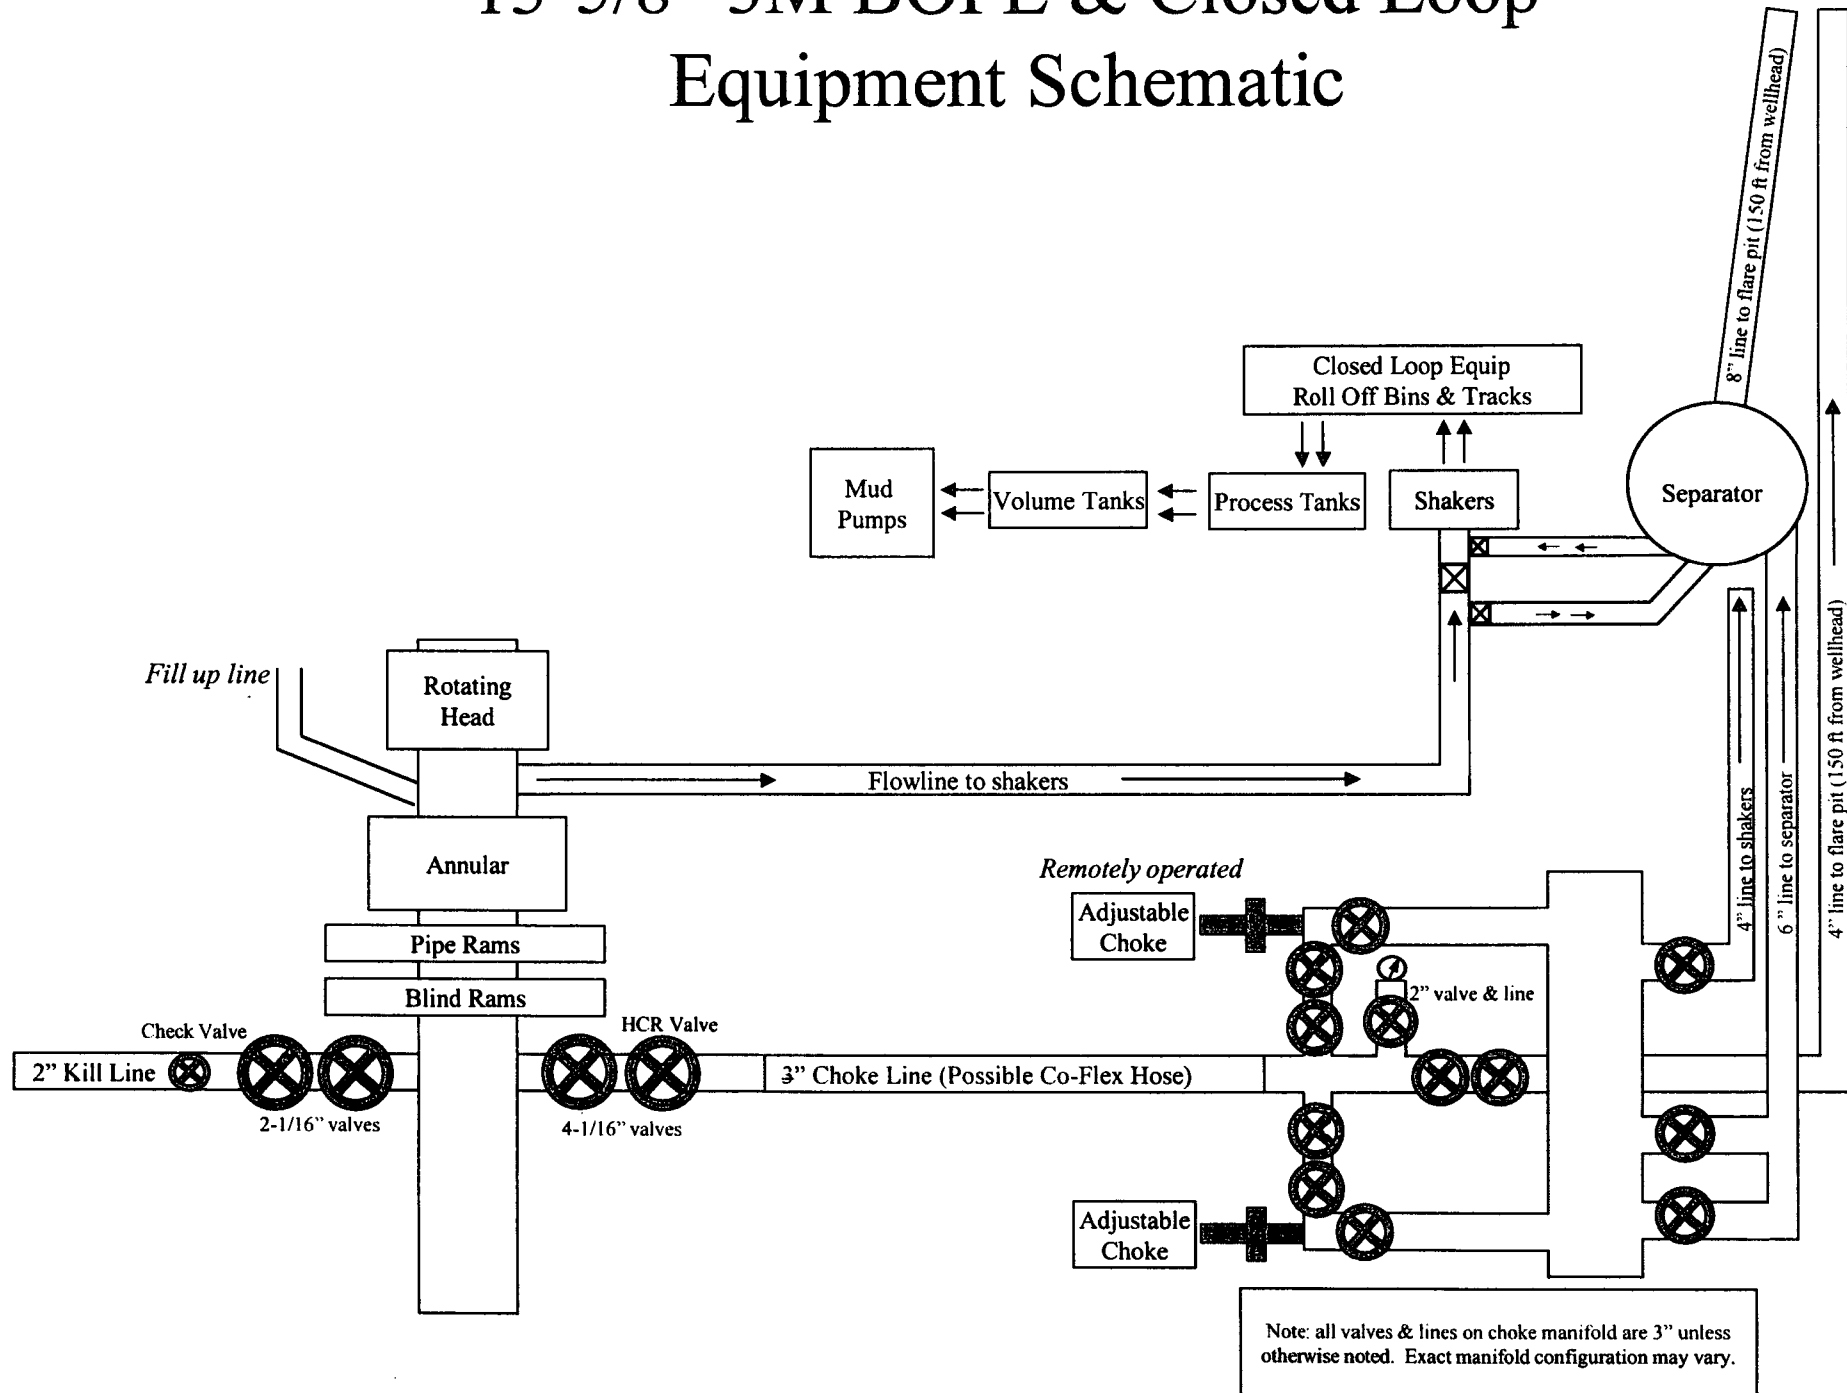 BOPE & Closed Loop
Equipment Schematic
8" line to flare pit (150 ft from wellhead)
Closed Loop Equip
Roll Off Bins & Tracks
Mud
Pumps
Volume Tanks
Process Tanks
Shakers
Separator
Fill up line
Rotating
Head
Flowline to shakers
Annular
Pipe Rams
Blind Rams
Check Valve
HCR Valve
2" Kill Line
3" Choke Line (Possible Co-Flex Hose)
2-1/16" valves
4-1/16" valves
Remotely operated
Adjustable
Choke
2" valve & line
Adjustable
Choke
4" line to shakers
6" line to separator
4" line to flare pit (150 ft from wellhead)
Note: all valves & lines on choke manifold are 3" unless
otherwise noted. Exact manifold configuration may vary.